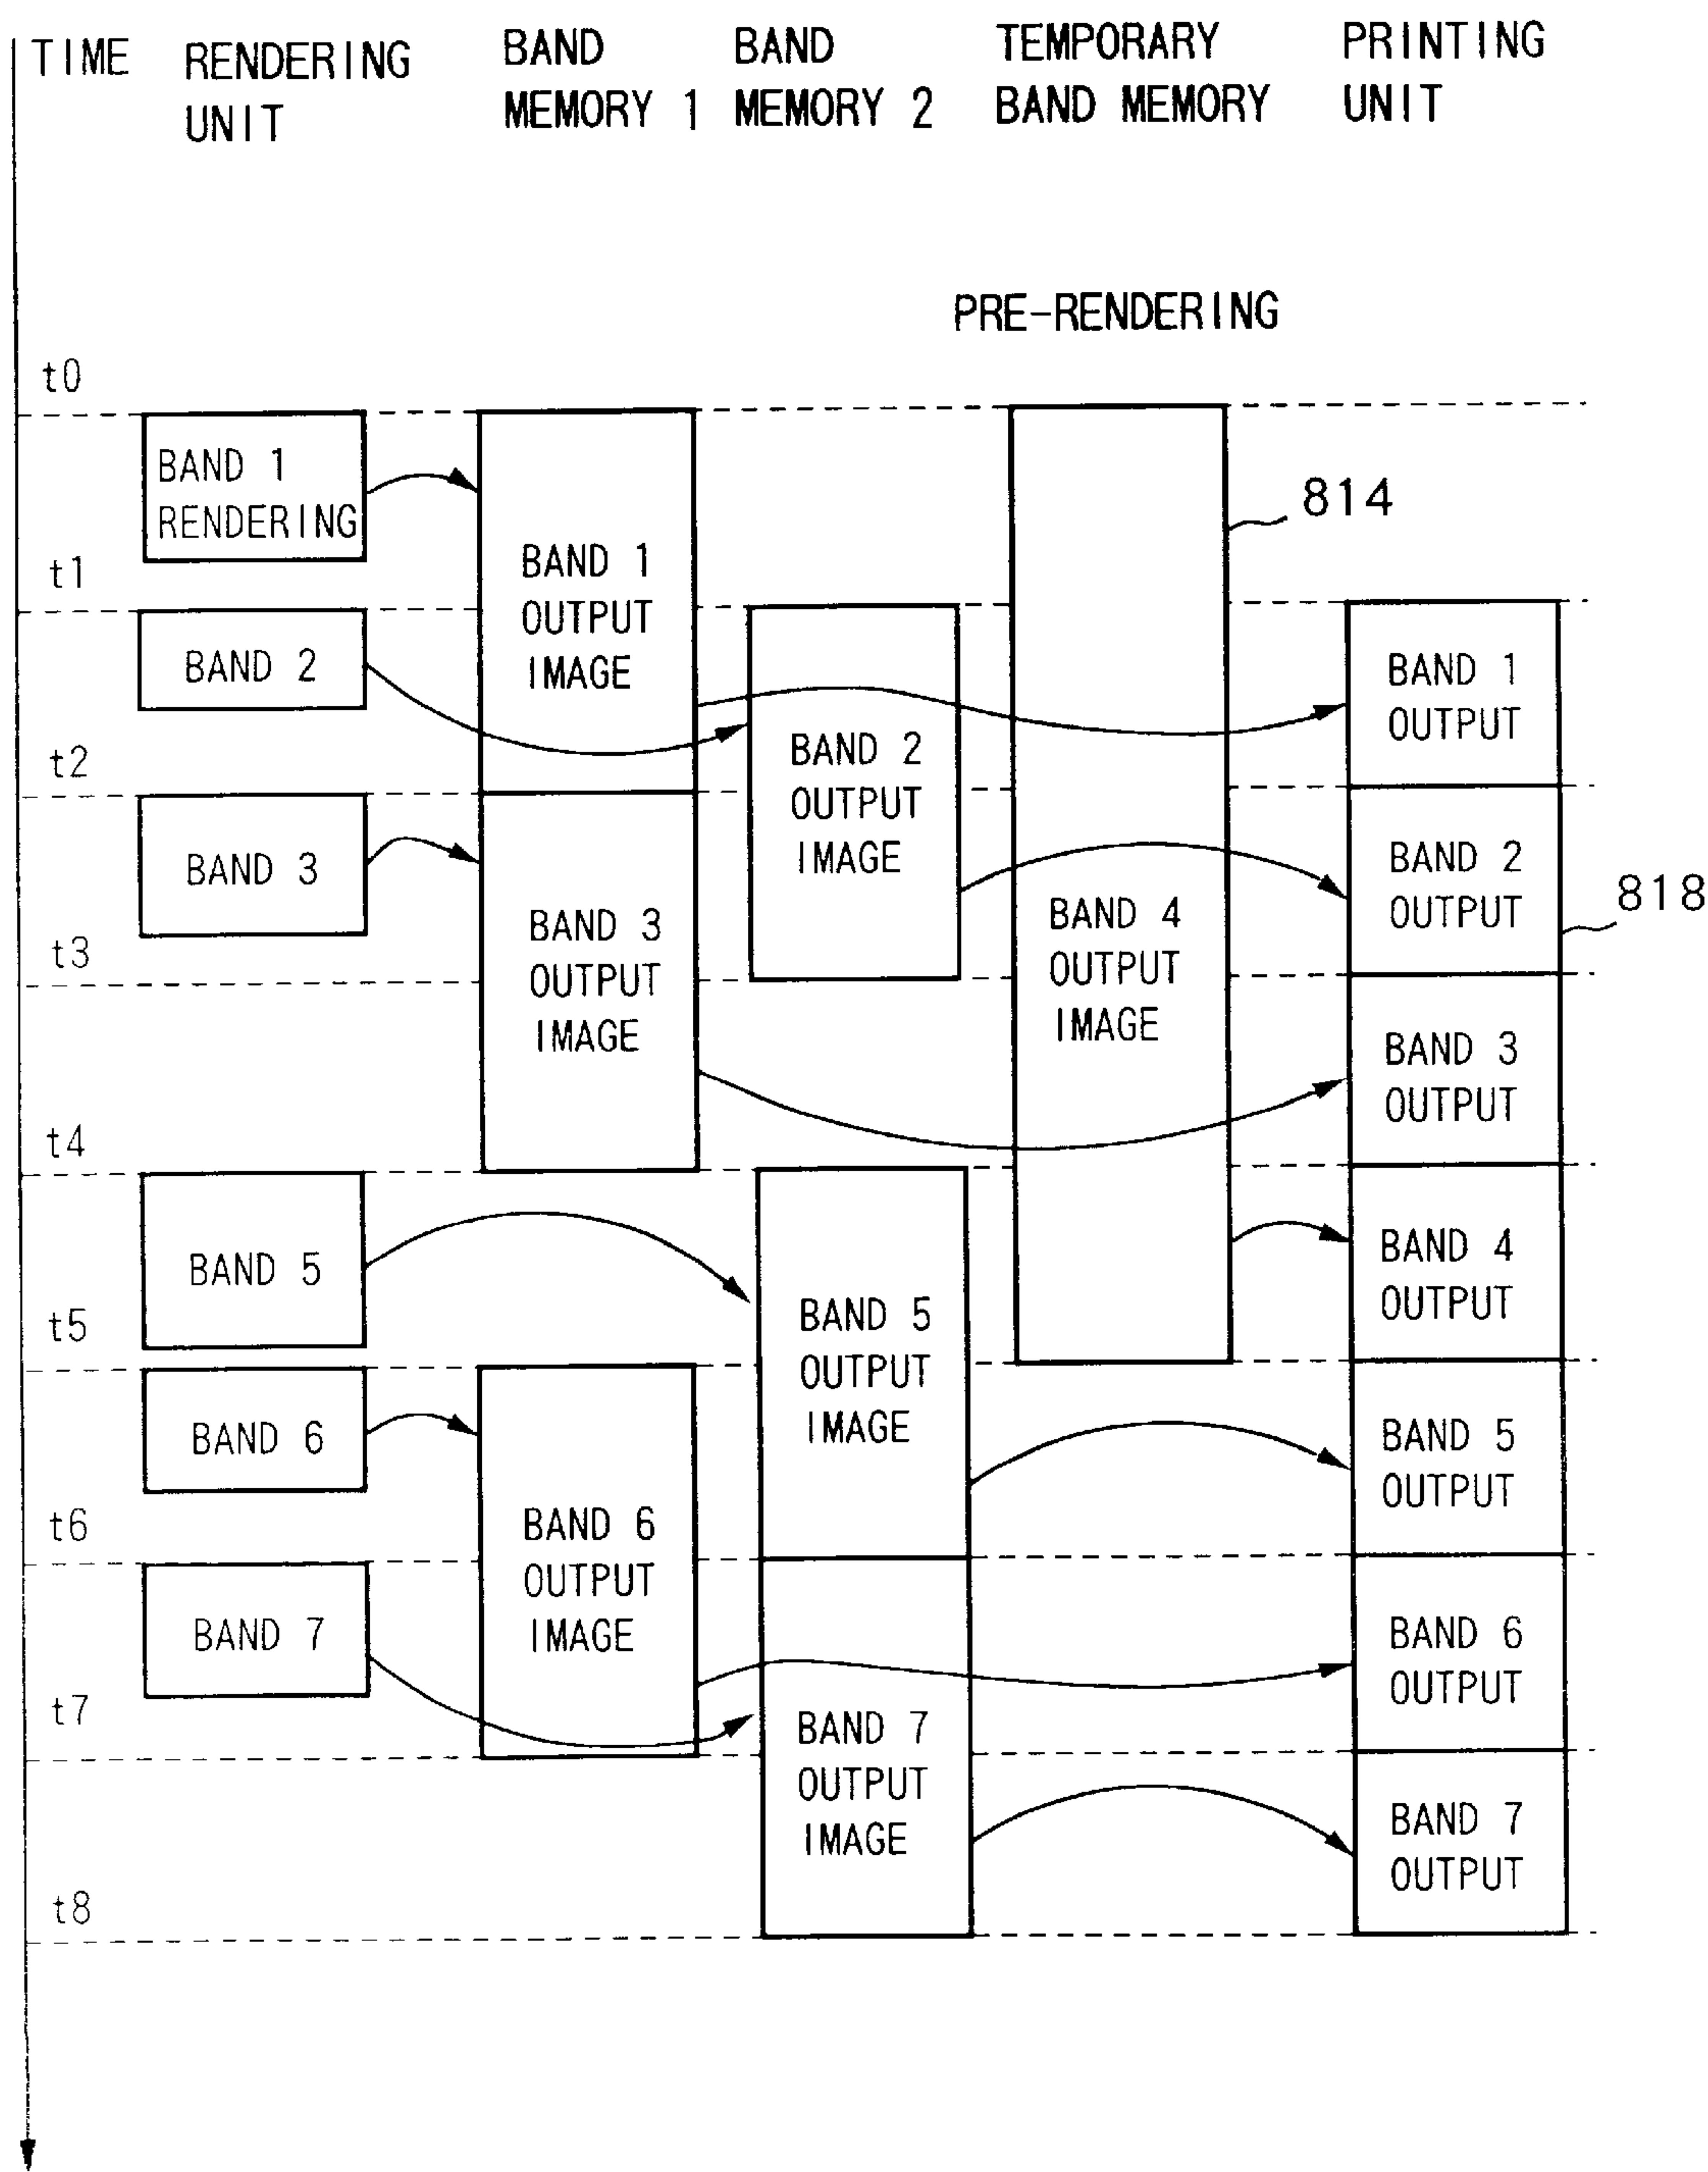 TIME
RENDERING
UNIT
BAND
MEMORY 1
BAND
MEMORY 2
TEMPORARY
BAND MEMORY
PRINTING
UNIT
PRE-RENDERING
t0
BAND 1
RENDERING
814
BAND 1
OUTPUT
IMAGE
t1
BAND 2
BAND 1
OUTPUT
BAND 2
OUTPUT
IMAGE
t2
BAND 3
BAND 2
OUTPUT
818
BAND 3
OUTPUT
IMAGE
BAND 4
OUTPUT
IMAGE
t3
BAND 3
OUTPUT
t4
BAND 5
BAND 4
OUTPUT
BAND 5
OUTPUT
IMAGE
t5
BAND 6
BAND 5
OUTPUT
t6
BAND 6
OUTPUT
IMAGE
BAND 7
BAND 6
OUTPUT
t7
BAND 7
OUTPUT
IMAGE
BAND 7
OUTPUT
t8